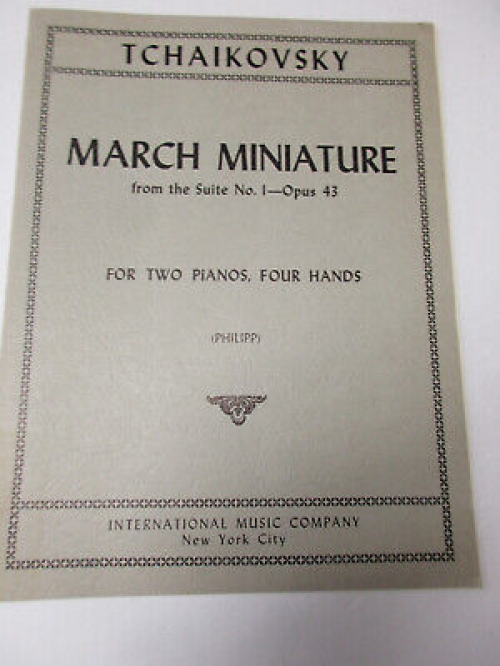 TCHAIKOVSKY
MARCH MINIATURE
from the Suite No. 1—Opus 43
FOR TWO PIANOS, FOUR HANDS
(PHILIPP)
INTERNATIONAL MUSIC COMPANY
New York City